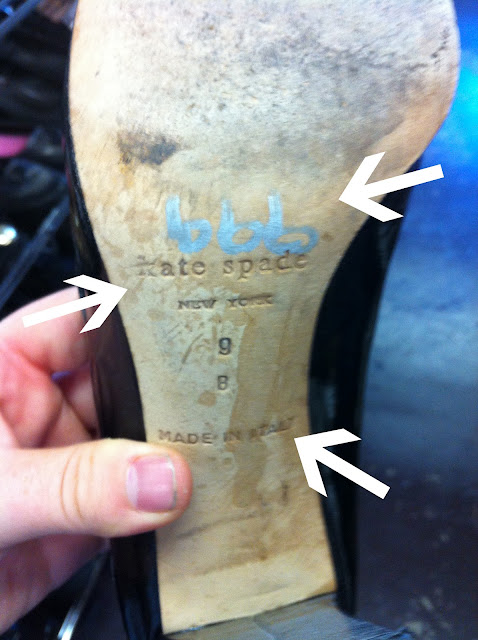 bbb
kate spade
NEW YORK
9
B
MADE IN ITALY